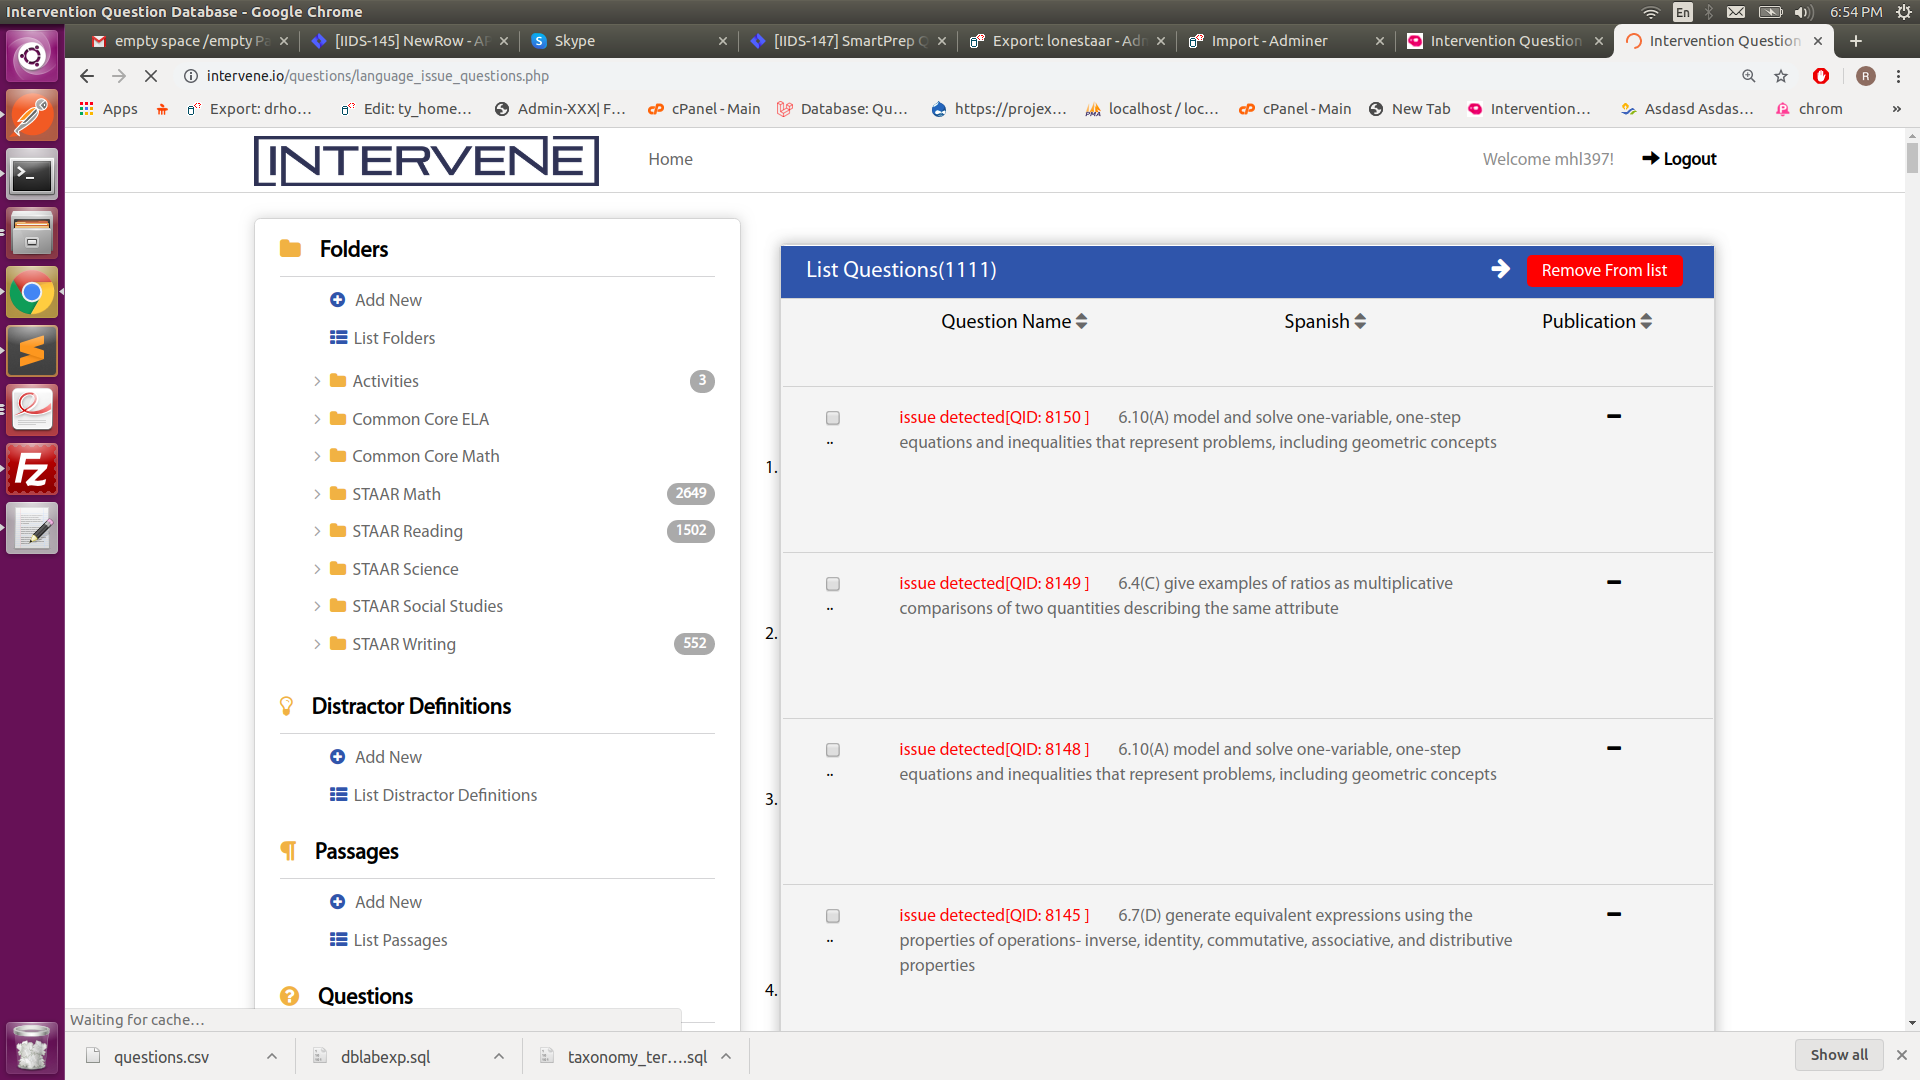 Intervention Question Database - Google Chrome
En
6:54 PM
empty space /empty Pa
[IIDS-145] NewRow - AP
Skype
[IIDS-147] SmartPrep Q
Export: lonestaar - Adm
Import - Adminer
Intervention Question
Intervention Question
intervene.io/questions/language_issue_questions.php
R
Apps
Export: drho...
Edit: ty_home...
Admin-XXX| F...
cPanel - Main
Database: Qu...
https://projex...
localhost / loc...
cPanel - Main
New Tab
Intervention...
Asdasd Asdas...
chrom
»
INTERVENE
Home
Welcome mhl397!
Logout
Folders
Add New
List Folders
Activities 3
Common Core ELA
Common Core Math
STAAR Math 2649
STAAR Reading 1502
STAAR Science
STAAR Social Studies
STAAR Writing 552
Distractor Definitions
Add New
List Distractor Definitions
Passages
Add New
List Passages
Questions
List Questions(1111)
Remove From list
Question Name
Spanish
Publication
1.
..
issue detected[QID: 8150 ] 6.10(A) model and solve one-variable, one-step
equations and inequalities that represent problems, including geometric concepts
2.
..
issue detected[QID: 8149 ] 6.4(C) give examples of ratios as multiplicative
comparisons of two quantities describing the same attribute
3.
..
issue detected[QID: 8148 ] 6.10(A) model and solve one-variable, one-step
equations and inequalities that represent problems, including geometric concepts
4.
..
issue detected[QID: 8145 ] 6.7(D) generate equivalent expressions using the
properties of operations- inverse, identity, commutative, associative, and distributive
properties
Waiting for cache...
questions.csv
dblabexp.sql
taxonomy_ter....sql
Show all